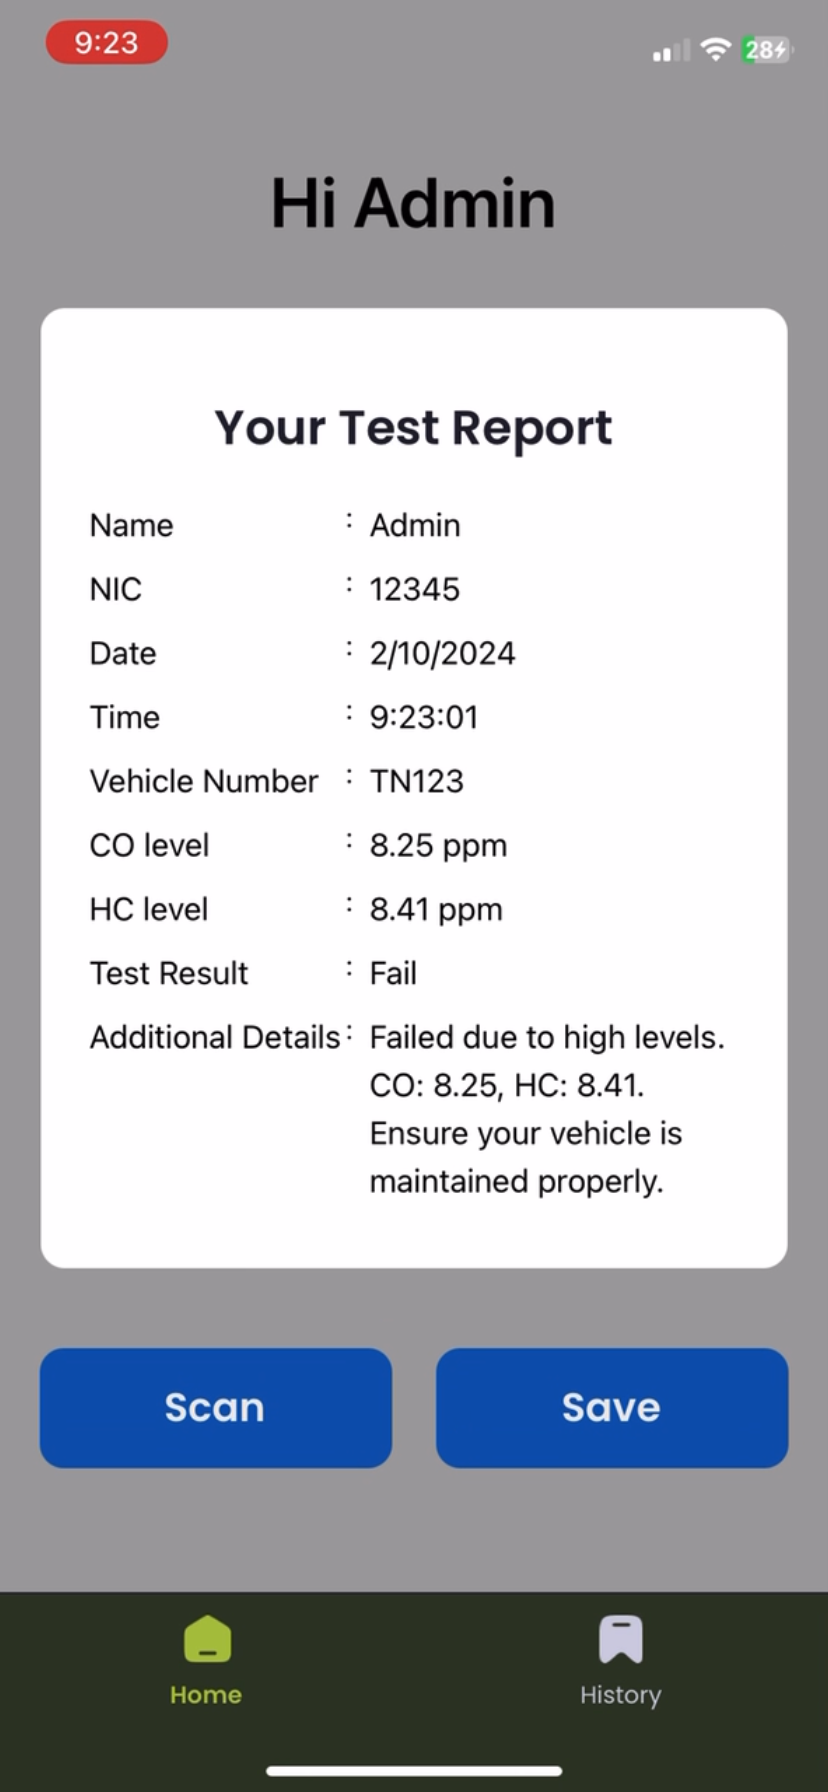 9:23
28
Hi Admin
Your Test Report
Name : Admin
NIC : 12345
Date : 2/10/2024
Time : 9:23:01
Vehicle Number : TN123
CO level : 8.25 ppm
HC level : 8.41 ppm
Test Result : Fail
Additional Details : Failed due to high levels.
CO: 8.25, HC: 8.41.
Ensure your vehicle is
maintained properly.
Scan Save
Home History